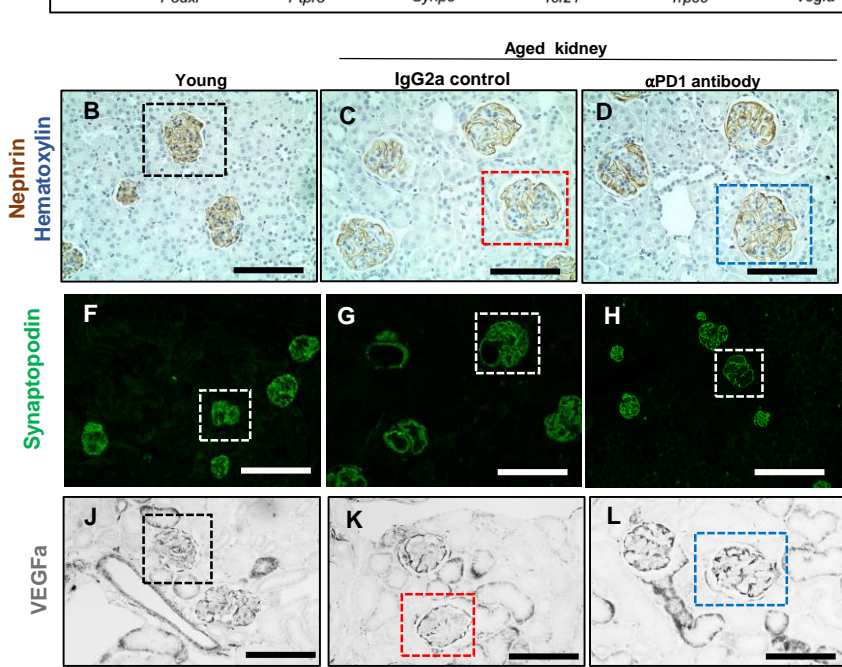 Aged kidney
Young
IgG2a control
αPD1 antibody
Nephrin
Hematoxylin
B
C
D
Synaptopodin
F
G
H
VEGFa
J
K
L